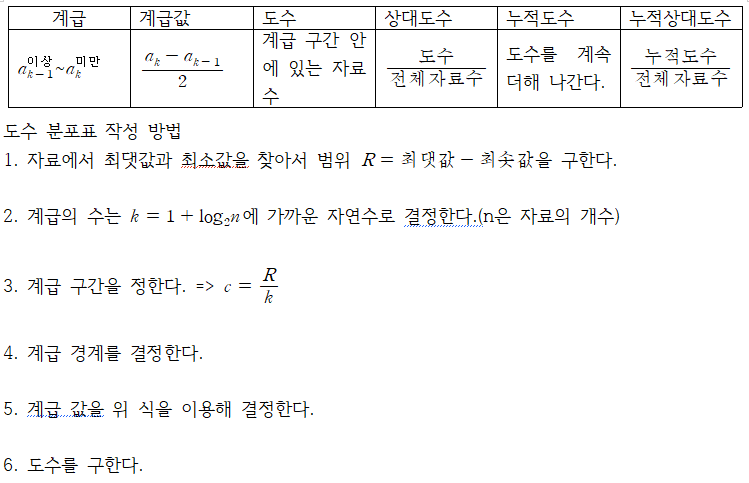 계급 계급값 도수 상대도수 누적도수 누적상대도수
a_{k-1}^{이상}~a_k^{미만} (a_k - a_{k-1})/2 계급 구간 안에 있는 자료 수 도수/전체 자료수 도수를 계속 더해 나간다. 누적도수/전체 자료수
도수 분포표 작성 방법
1. 자료에서 최댓값과 최소값을 찾아서 범위 R = 최댓값 - 최솟값을 구한다.
2. 계급의 수는 k = 1 + log₂n에 가까운 자연수로 결정한다.(n은 자료의 개수)
3. 계급 구간을 정한다. => c = R/k
4. 계급 경계를 결정한다.
5. 계급 값을 위 식을 이용해 결정한다.
6. 도수를 구한다.